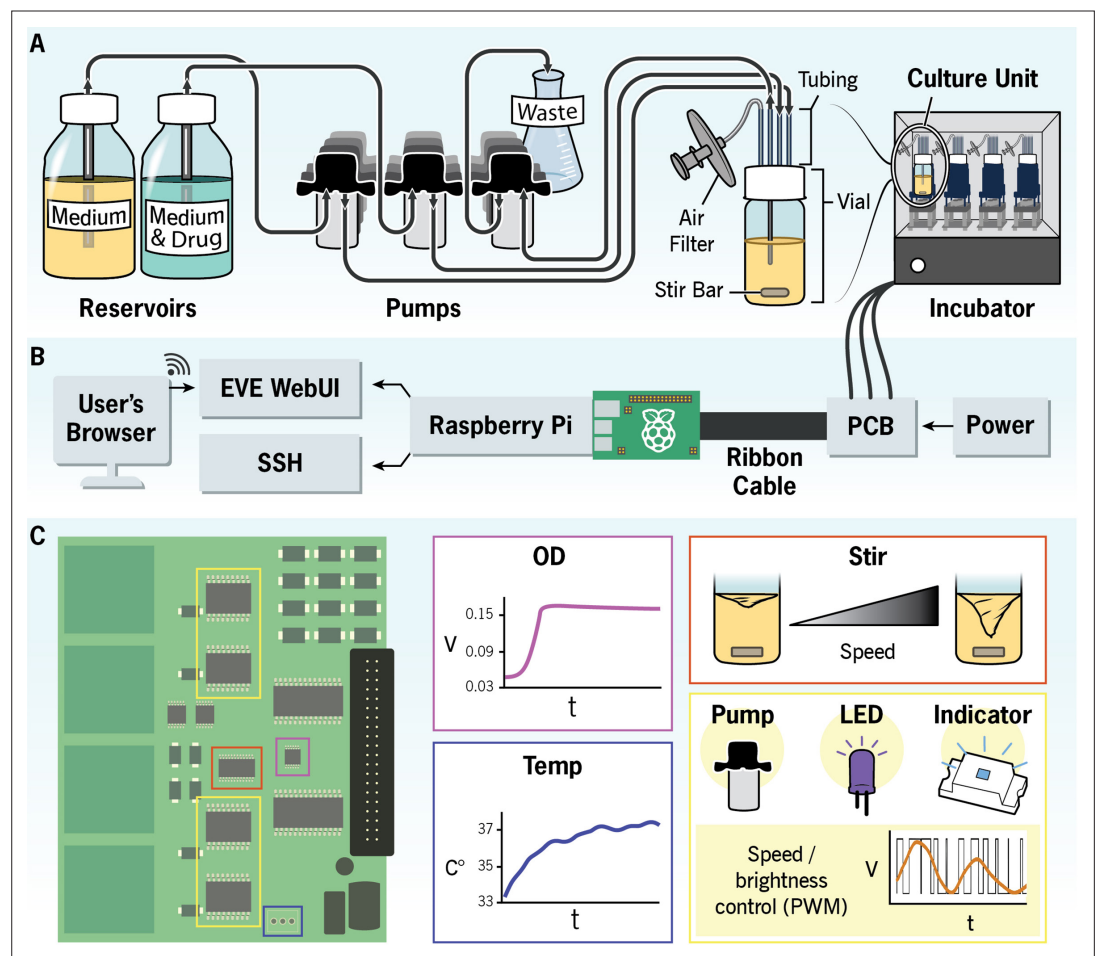 A
Medium
Medium
& Drug
Reservoirs
Pumps
Waste
Air
Filter
Stir Bar
Tubing
Vial
Culture Unit
Incubator
B
User's
Browser
EVE WebUI
SSH
Raspberry Pi
Ribbon
Cable
PCB
Power
C
OD
V
0.15
0.09
0.03
t
Temp
C°
37
35
33
t
Stir
Speed
Pump
LED
Indicator
Speed /
brightness
control (PWM)
V
t